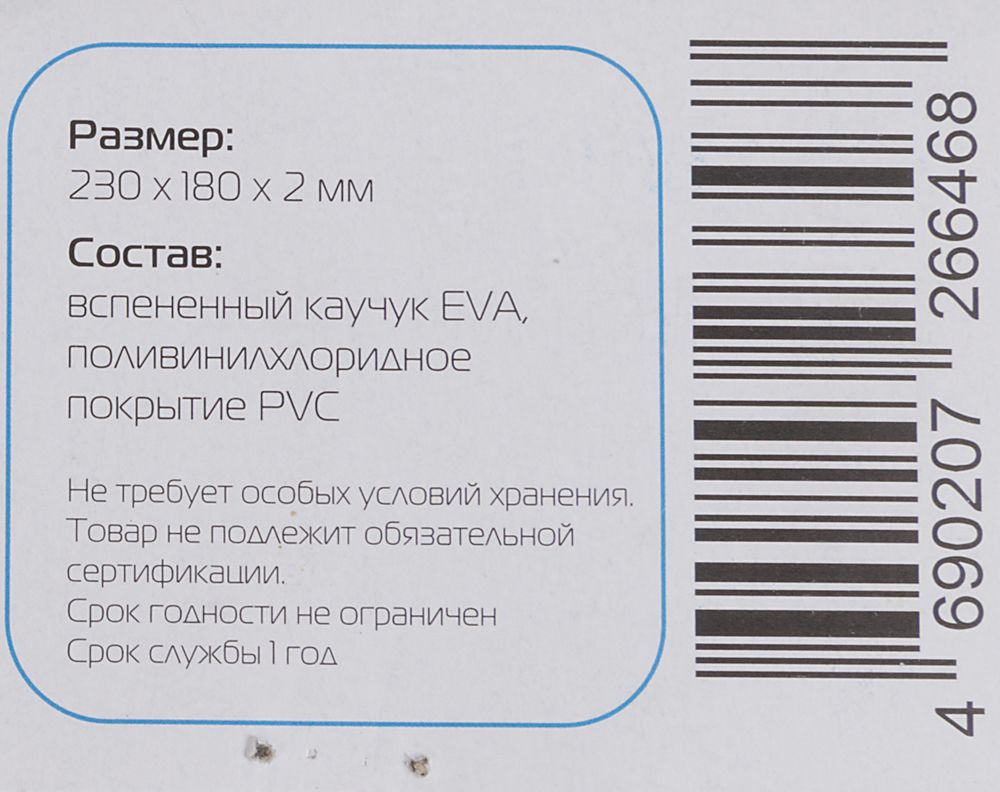 Размер:
230 x 180 x 2 мм
Состав:
вспененный каучук EVA,
поливинилхлоридное
покрытие PVC
Не требует особых условий хранения.
Товар не подлежит обязательной
сертификации.
Срок годности не ограничен
Срок службы 1 год
4 690207 266468